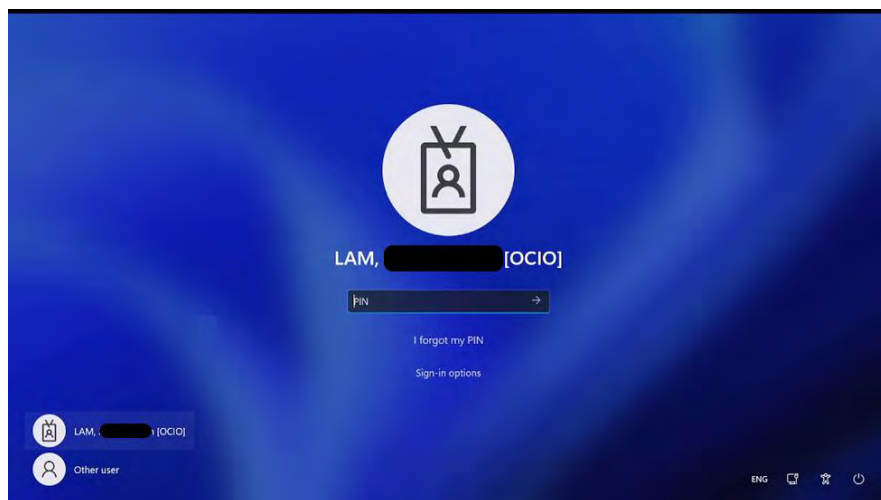 LAM, [OCIO]
PIN
I forgot my PIN
Sign-in options
LAM, [OCIO]
Other user
ENG